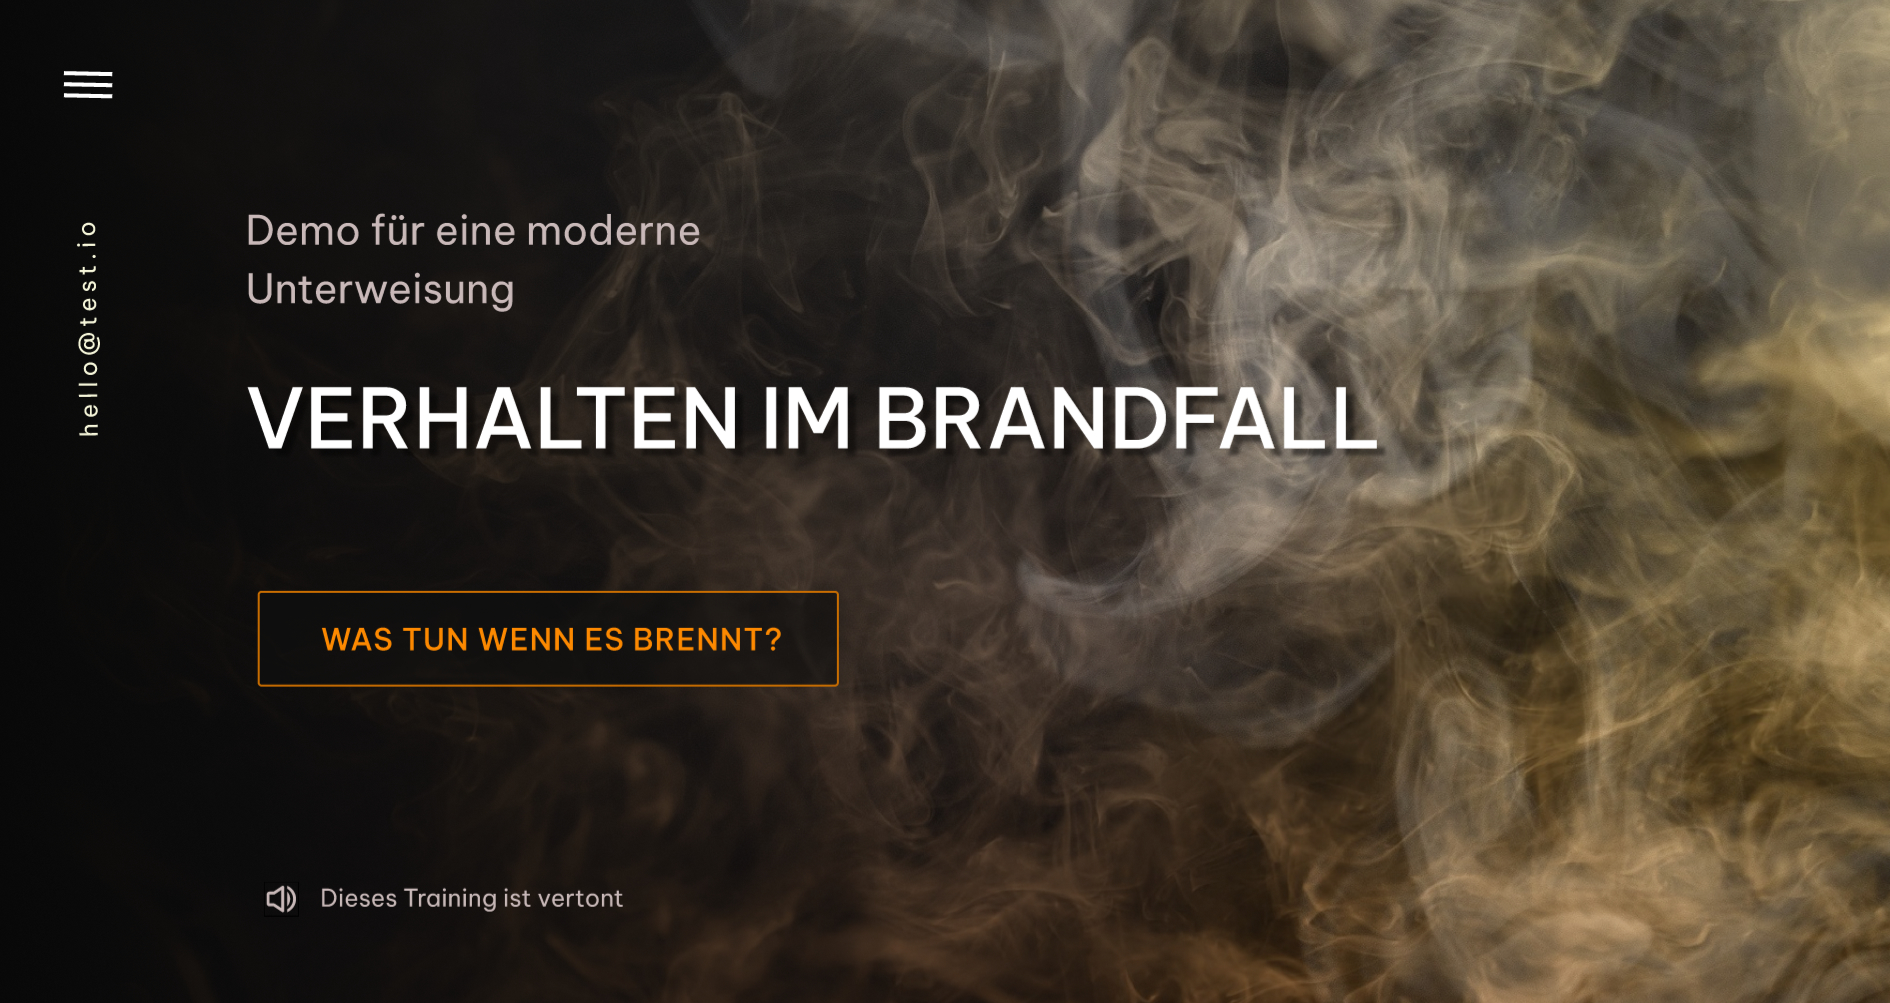 hello@test.io
Demo für eine moderne
Unterweisung
VERHALTEN IM BRANDFALL
WAS TUN WENN ES BRENNT?
Dieses Training ist vertont